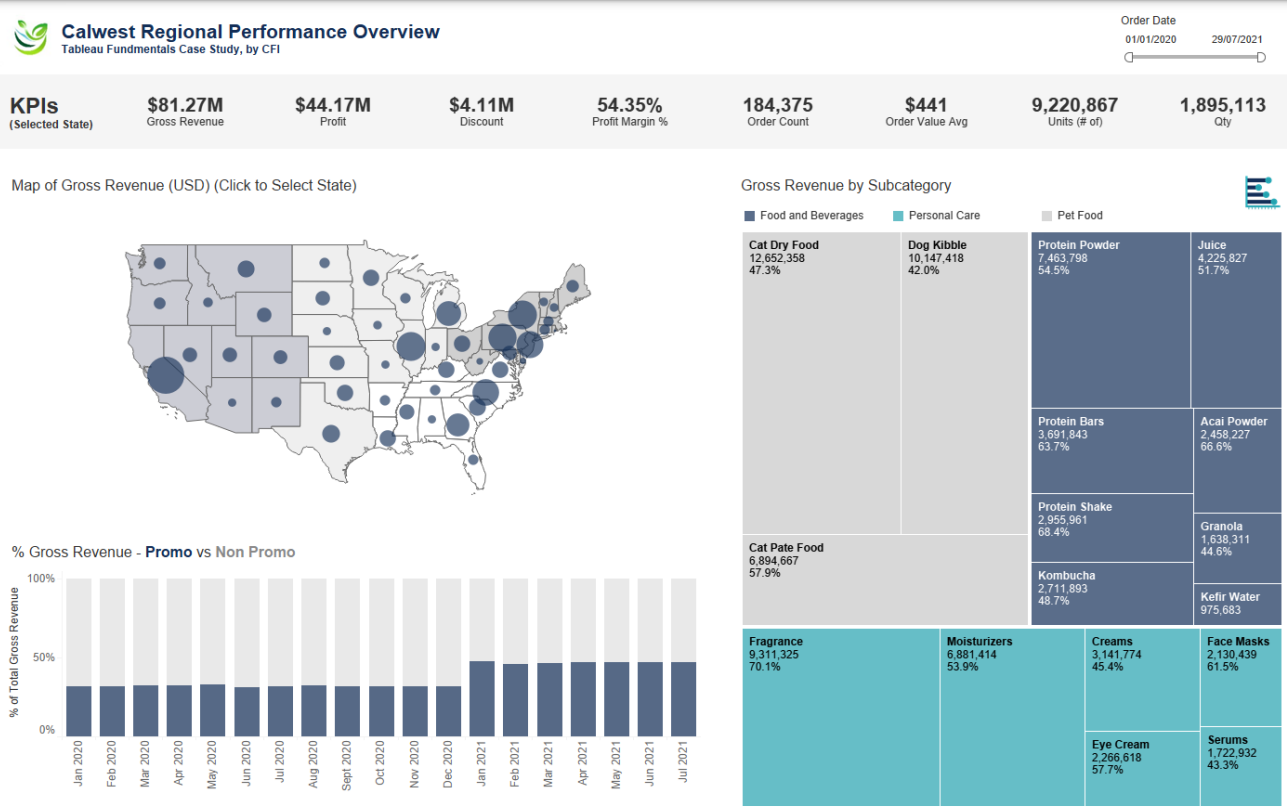 Calwest Regional Performance Overview
Tableau Fundmentals Case Study, by CFI
Order Date
01/01/2020 29/07/2021
KPIs
(Selected State)
$81.27M
Gross Revenue
$44.17M
Profit
$4.11M
Discount
54.35%
Profit Margin %
184,375
Order Count
$441
Order Value Avg
9,220,867
Units (# of)
1,895,113
Qty
Map of Gross Revenue (USD) (Click to Select State)
% Gross Revenue - Promo vs Non Promo
% of Total Gross Revenue
100%
50%
0%
Jan 2020
Feb 2020
Mar 2020
Apr 2020
May 2020
Jun 2020
Jul 2020
Aug 2020
Sept 2020
Oct 2020
Nov 2020
Dec 2020
Jan 2021
Feb 2021
Mar 2021
Apr 2021
May 2021
Jun 2021
Jul 2021
Gross Revenue by Subcategory
Food and Beverages
Personal Care
Pet Food
Cat Dry Food
12,652,358
47.3%
Dog Kibble
10,147,418
42.0%
Cat Pate Food
6,894,667
57.9%
Protein Powder
7,463,798
54.5%
Juice
4,225,827
51.7%
Protein Bars
3,691,843
63.7%
Acai Powder
2,458,227
66.6%
Protein Shake
2,955,961
68.4%
Granola
1,638,311
44.6%
Kombucha
2,711,893
48.7%
Kefir Water
975,683
Fragrance
9,311,325
70.1%
Moisturizers
6,881,414
53.9%
Creams
3,141,774
45.4%
Face Masks
2,130,439
61.5%
Eye Cream
2,266,618
57.7%
Serums
1,722,932
43.3%